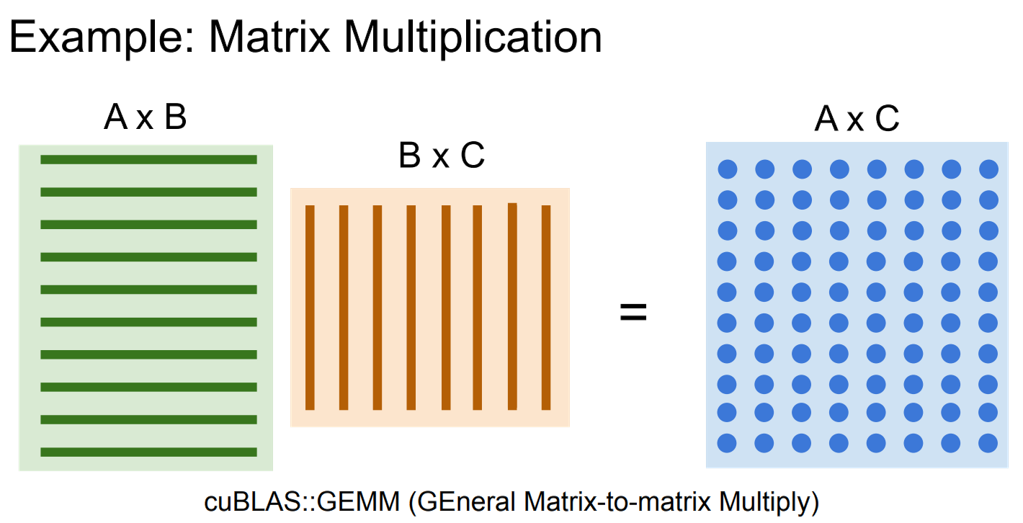 Example: Matrix Multiplication
A x B
B x C
=
A x C
cuBLAS::GEMM (GEneral Matrix-to-matrix Multiply)